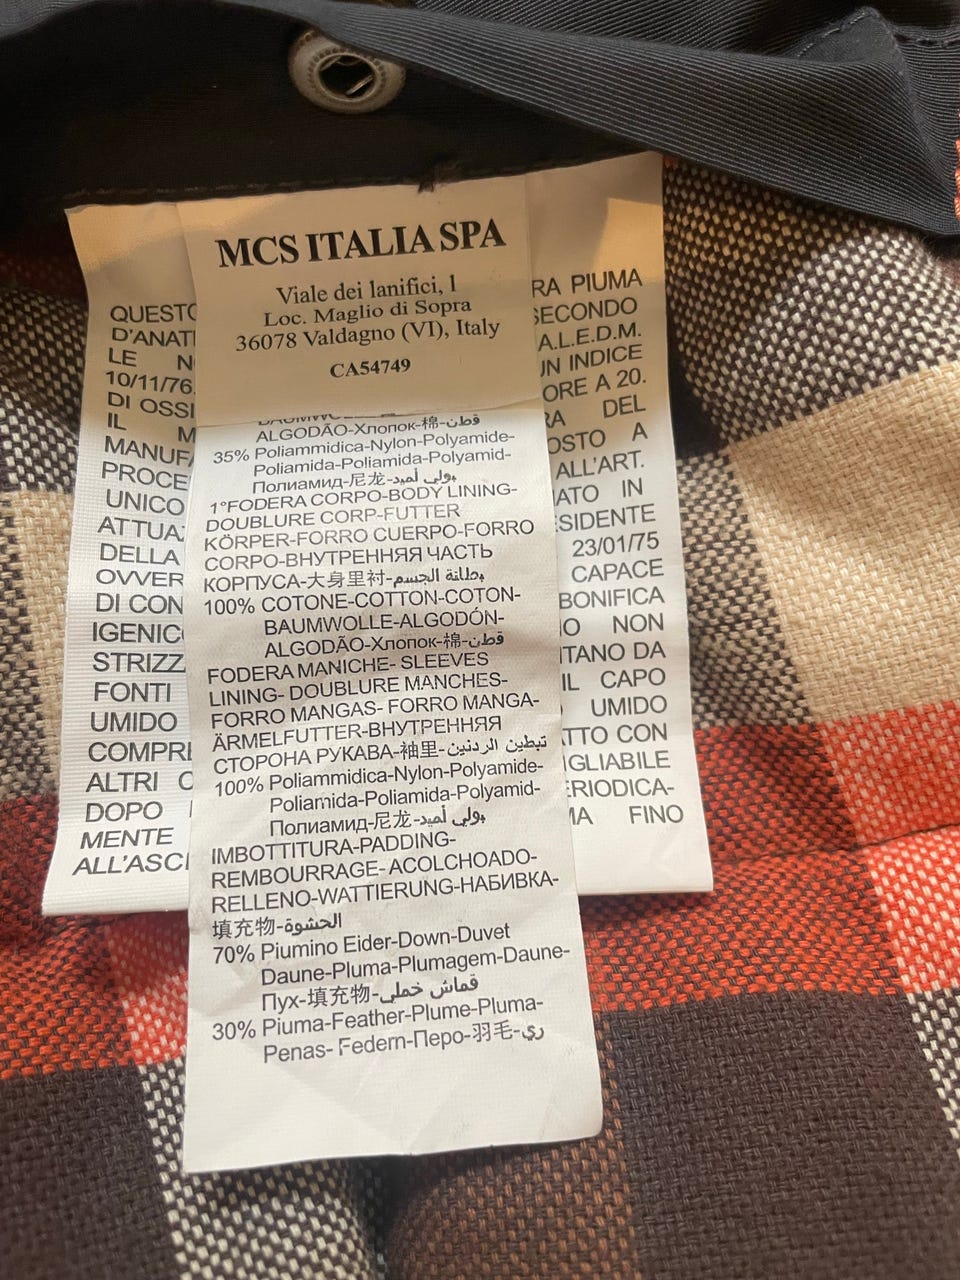 MCS ITALIA SPA
Viale dei lanifici, 1
Loc. Maglio di Sopra
36078 Valdagno (VI), Italy
CA54749
ALGODÃO-Хлопок-棉-قطن
35% Poliammidica-Nylon-Polyamide-
Poliamida-Poliamida-Polyamid-
Полиамид-尼龙-بولي أميد
1°FODERA CORPO-BODY LINING-
DOUBLURE CORP-FUTTER
KÖRPER-FORRO CUERPO-FORRO
CORPO-ВНУТРЕННЯЯ ЧАСТЬ
КОРПУСА-大身里衬-بطانة الجسم
100% COTONE-COTTON-COTON-
BAUMWOLLE-ALGODÓN-
ALGODÃO-Хлопок-棉-قطن
FODERA MANICHE- SLEEVES
LINING- DOUBLURE MANCHES-
FORRO MANGAS- FORRO MANGA-
ÄRMELFUTTER-ВНУТРЕННЯЯ
СТОРОНА РУКАВА-袖里-تبطين الردنين
100% Poliammidica-Nylon-Polyamide-
Poliamida-Poliamida-Polyamid-
Полиамид-尼龙-بولي أميد
IMBOTTITURA-PADDING-
REMBOURRAGE-ACOLCHOADO-
RELLENO-WATTIERUNG-НАБИВКА-
填充物-الحشوة
70% Piumino Eider-Down-Duvet
Daune-Pluma-Plumagem-Daune-
Пух-填充物-قماش خملي
30% Piuma-Feather-Plume-Pluma-
Penas- Federn-Перо-羽毛-ري
QUESTO
D'ANAT
LE N
10/11/76
DI OSSI
IL M
MANUFA
PROCE
UNICO
ATTUA
DELLA
OVVER
DI CON
IGENIC
STRIZZ
FONTI
UMIDO
COMPRE
ALTRI C
DOPO
MENTE
ALL'ASCI
RA PIUMA
SECONDO
A.L.E.D.M.
UN INDICE
ORE A 20.
RA DEL
OSTO A
ALL'ART.
ATO IN
ESIDENTE
23/01/75
CAPACE
BONIFICA
O NON
TANO DA
IL CAPO
UMIDO
TTO CON
IGLIABILE
ERIODICA-
MA FINO